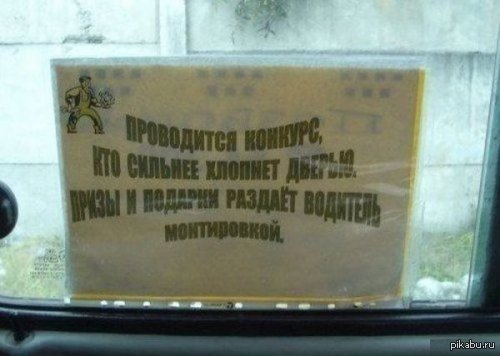 ПРОВОДИТСЯ КОНКУРС,
КТО СИЛЬНЕЕ ХЛОПНЕТ ДВЕРЬЮ.
ПРИЗЫ И ПОДАРКИ РАЗДАЁТ ВОДИТЕЛЬ
МОНТИРОВКОЙ.
pikabu.ru